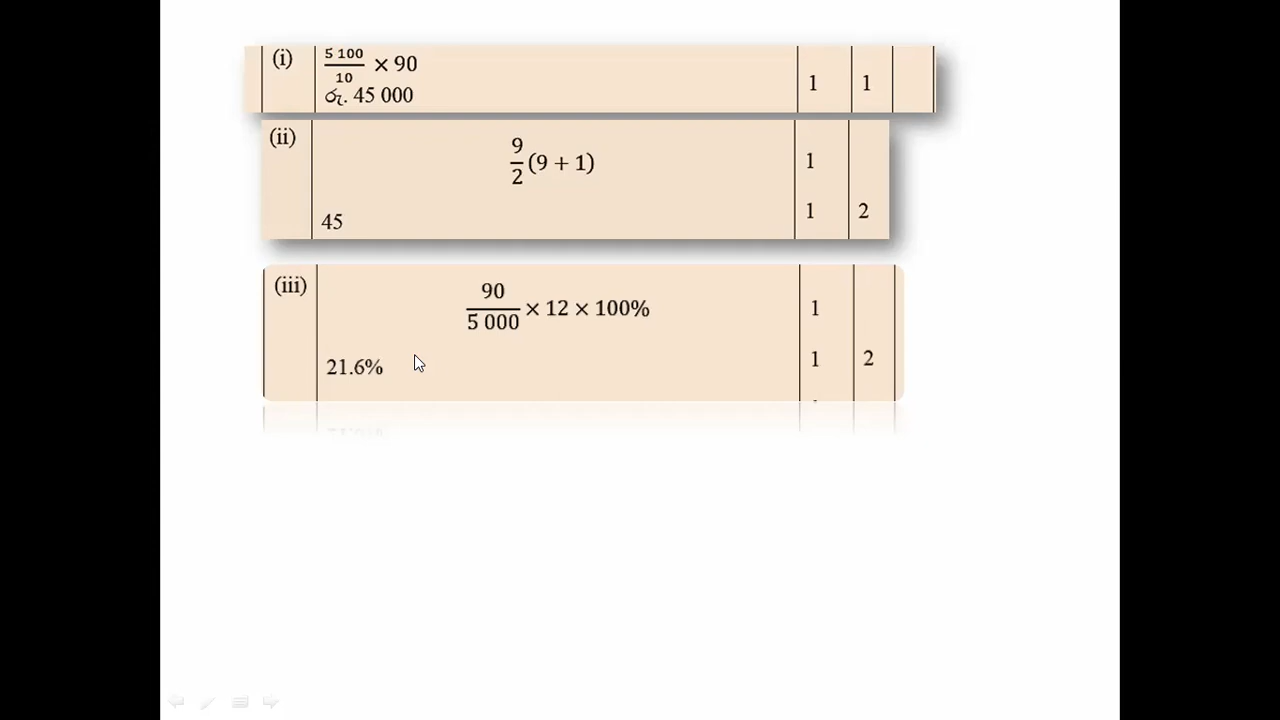 (i) 5 100/10 × 90 1 1
රු. 45 000
(ii) 9/2 (9 + 1) 1
45 1 2
(iii) 90/5 000 × 12 × 100% 1
21.6% 1 2